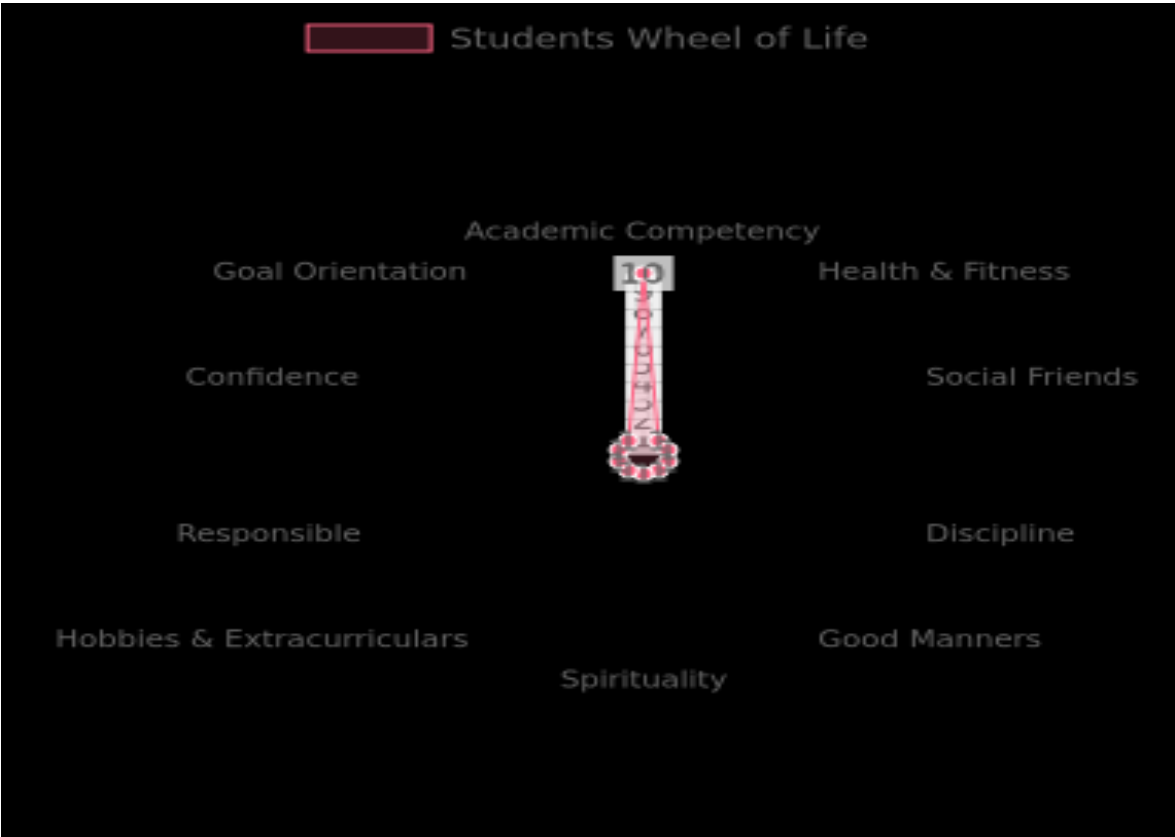 Students Wheel of Life
Academic Competency
Goal Orientation
Health & Fitness
10
Confidence
Social Friends
Responsible
Discipline
Hobbies & Extracurriculars
Good Manners
Spirituality